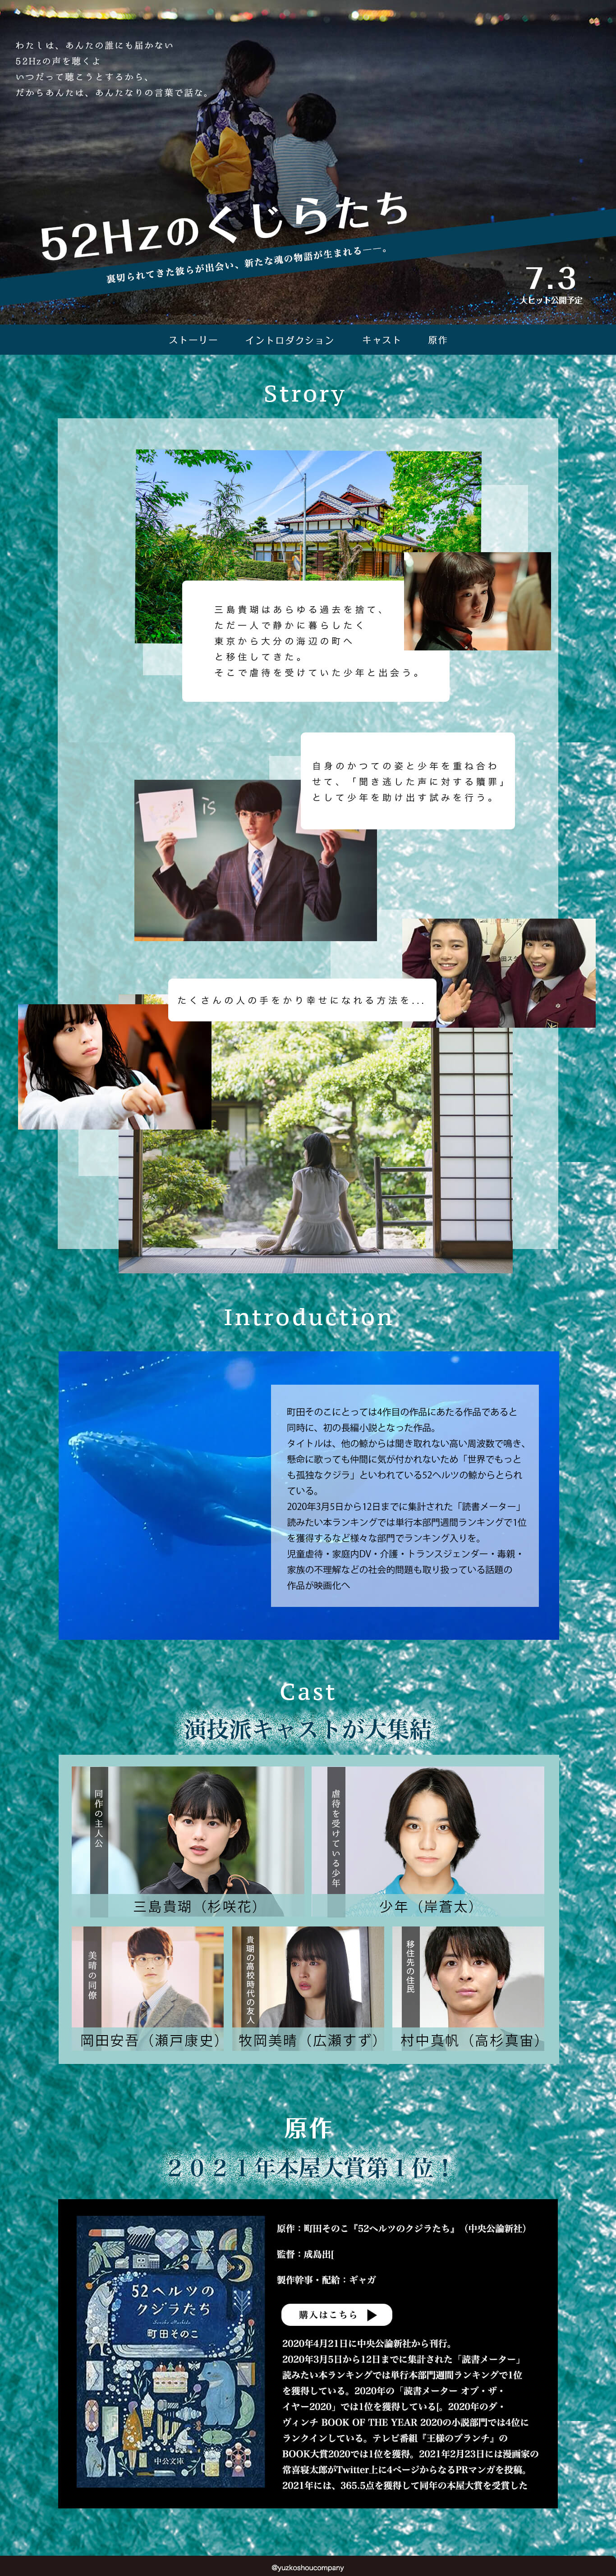 わたしは、あんたの誰にも届かない
52Hzの声を聴くよ
いつだって聴こうとするから、
だからあんたは、あんたなりの言葉で話な。
52Hzのくじらたち
裏切られてきた彼らが出会い、新たな魂の物語が生まれる――。
7.3
大ヒット公開予定
ストーリー イントロダクション キャスト 原作
Strory
三島貴瑚はあらゆる過去を捨て、
ただ一人で静かに暮らしたく
東京から大分の海辺の町へ
と移住してきた。
そこで虐待を受けていた少年と出会う。
自身のかつての姿と少年を重ね合わ
せて、「聞き逃した声に対する贖罪」
として少年を助け出す試みを行う。
is
たくさんの人の手をかり幸せになれる方法を...
Introduction
町田そのこにとっては4作目の作品にあたる作品であると
同時に、初の長編小説となった作品。
タイトルは、他の鯨からは聞き取れない高い周波数で鳴き、
懸命に歌っても仲間に気が付かれないため「世界でもっと
も孤独なクジラ」といわれている52ヘルツの鯨からとられ
ている。
2020年3月5日から12日までに集計された「読書メーター」
読みたい本ランキングでは単行本部門週間ランキングで1位
を獲得するなど様々な部門でランキング入りを。
児童虐待・家庭内DV・介護・トランスジェンダー・毒親・
家族の不理解などの社会的問題も取り扱っている話題の
作品が映画化へ
Cast
演技派キャストが大集結
同作の主人公
三島貴瑚（杉咲花）
虐待を受けている少年
少年（岸蒼太）
美晴の同僚
岡田安吾（瀬戸康史）
貴瑚の高校時代の友人
牧岡美晴（広瀬すず）
移住先の住民
村中真帆（高杉真宙）
原作
２０２１年本屋大賞第１位！
52ヘルツの
クジラたち
町田そのこ
中公文庫
原作：町田そのこ『52ヘルツのクジラたち』（中央公論新社）
監督：成島出[
製作幹事・配給：ギャガ
購入はこちら ▶
2020年4月21日に中央公論新社から刊行。
2020年3月5日から12日までに集計された「読書メーター」
読みたい本ランキングでは単行本部門週間ランキングで1位
を獲得している。2020年の「読書メーター オブ・ザ・
イヤー2020」では1位を獲得している[。2020年のダ・
ヴィンチ BOOK OF THE YEAR 2020の小説部門では4位に
ランクインしている。テレビ番組『王様のブランチ』の
BOOK大賞2020では1位を獲得。2021年2月23日には漫画家の
常喜寝太郎がTwitter上に4ページからなるPRマンガを投稿。
2021年には、365.5点を獲得して同年の本屋大賞を受賞した
@yuzkoshoucompany